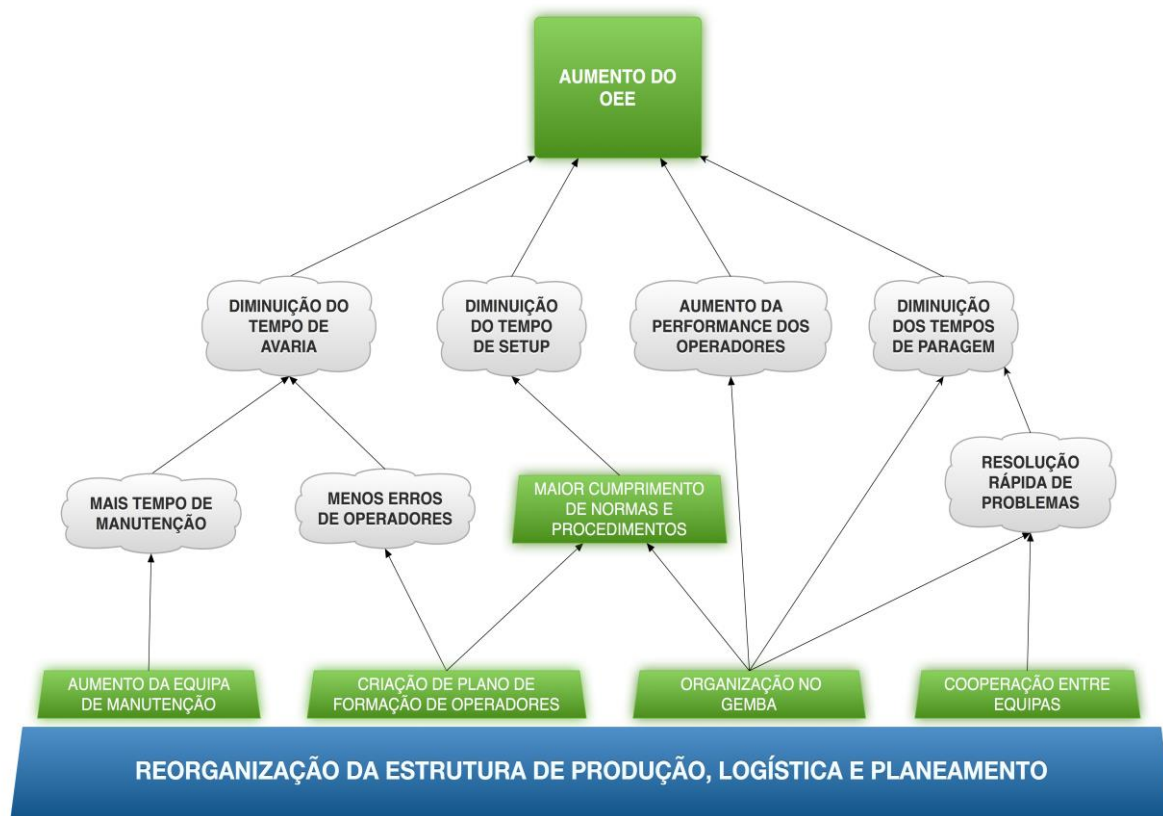 AUMENTO DO
OEE
DIMINUIÇÃO DO
TEMPO DE
AVARIA
DIMINUIÇÃO
DO TEMPO
DE SETUP
AUMENTO DA
PERFORMANCE DOS
OPERADORES
DIMINUIÇÃO
DOS TEMPOS
DE PARAGEM
MAIS TEMPO DE
MANUTENÇÃO
MENOS ERROS
DE OPERADORES
MAIOR CUMPRIMENTO
DE NORMAS E
PROCEDIMENTOS
RESOLUÇÃO
RÁPIDA DE
PROBLEMAS
AUMENTO DA EQUIPA
DE MANUTENÇÃO
CRIAÇÃO DE PLANO DE
FORMAÇÃO DE OPERADORES
ORGANIZAÇÃO NO
GEMBA
COOPERAÇÃO ENTRE
EQUIPAS
REORGANIZAÇÃO DA ESTRUTURA DE PRODUÇÃO, LOGÍSTICA E PLANEAMENTO